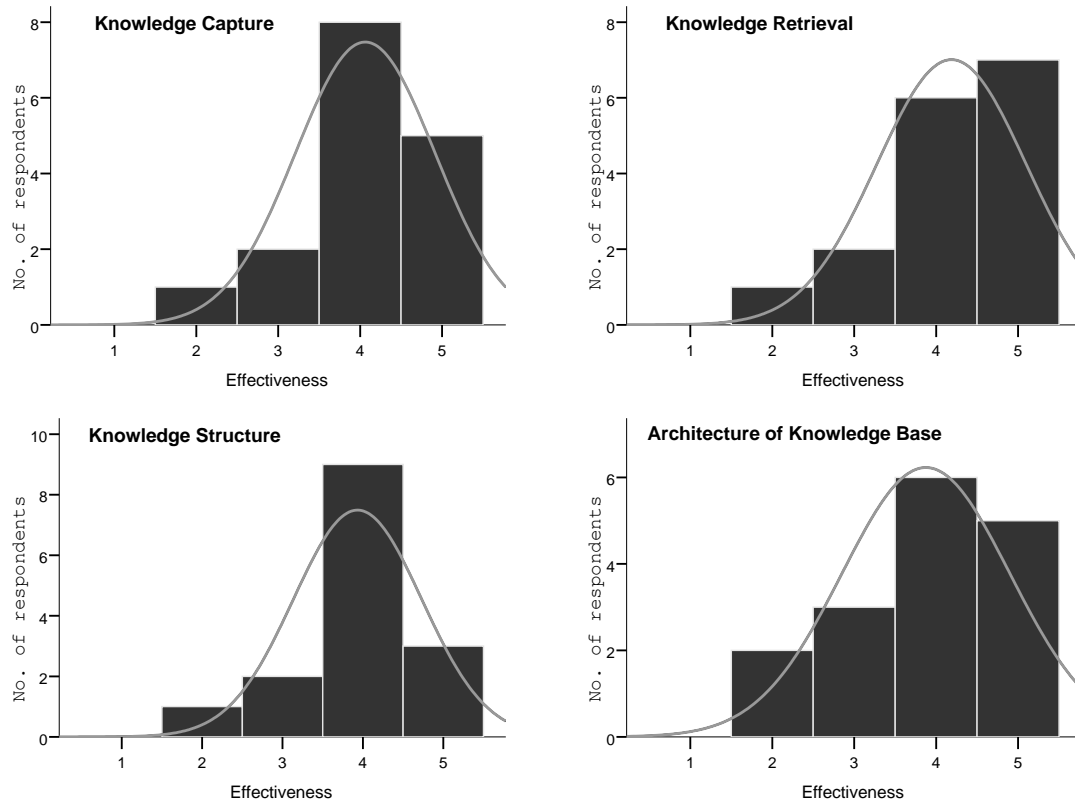 Knowledge Capture
No. of respondents
8
6
4
2
0
1 2 3 4 5
Effectiveness
Knowledge Retrieval
No. of respondents
8
6
4
2
0
1 2 3 4 5
Effectiveness
Knowledge Structure
No. of respondents
10
8
6
4
2
0
1 2 3 4 5
Effectiveness
Architecture of Knowledge Base
No. of respondents
6
4
2
0
1 2 3 4 5
Effectiveness